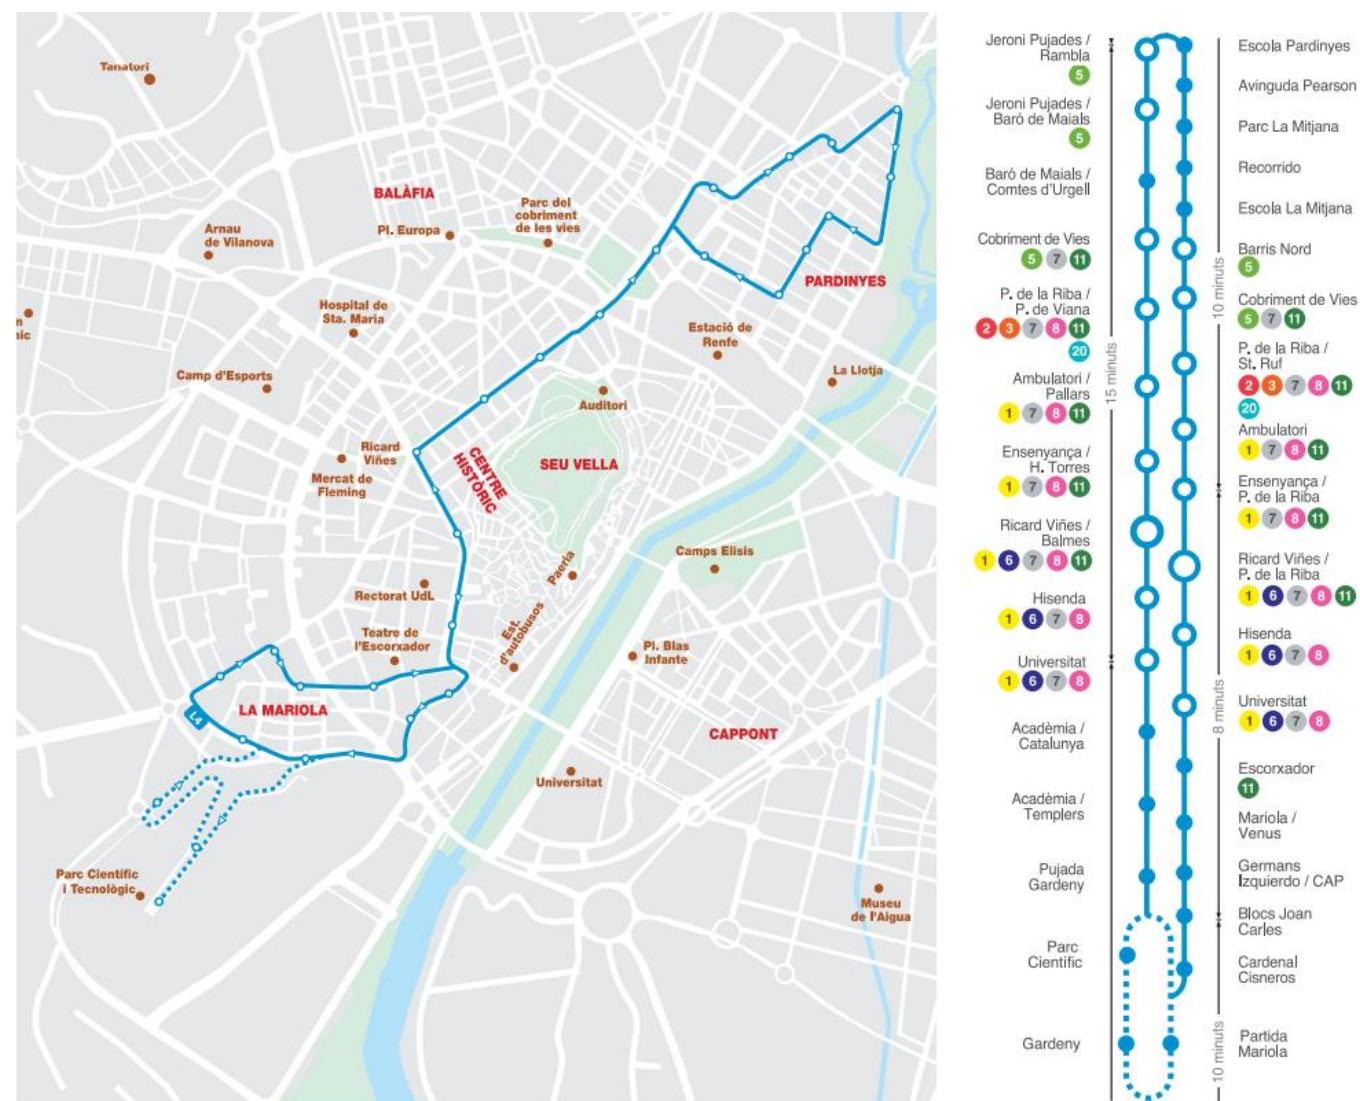 Tanatori
BALÀFIA
Parc del
cobriment
de les vies
Arnau
de Vilanova
Pl. Europa
PARDINYES
Hospital de
Sta. Maria
n
nic
Estació de
Renfe
Camp d'Esports
La Llotja
Auditori
Ricard
Viñes
CENTRE
HISTÒRIC
SEU VELLA
Mercat de
Fleming
Paeria
Camps Elisis
Rectorat UdL
Est.
d'autobusos
Teatre de
l'Escorxador
Pl. Blas
Infante
LA MARIOLA
L4
CAPPONT
Universitat
Parc Científic
i Tecnològic
Museu
de l'Aigua
Jeroni Pujades /
Rambla
5
Jeroni Pujades /
Baró de Maials
5
Baró de Maials /
Comtes d'Urgell
Cobriment de Vies
5 7 11
P. de la Riba /
P. de Viana
2 3 7 8 11
20
Ambulatori /
Pallars
1 7 8 11
Ensenyança /
H. Torres
1 7 8 11
Ricard Viñes /
Balmes
1 6 7 8 11
Hisenda
1 6 7 8
Universitat
1 6 7 8
Acadèmia /
Catalunya
Acadèmia /
Templers
Pujada
Gardeny
Parc
Científic
Gardeny
15 minuts
10 minuts
8 minuts
10 minuts
Escola Pardinyes
Avinguda Pearson
Parc La Mitjana
Recorrido
Escola La Mitjana
Barris Nord
5
Cobriment de Vies
5 7 11
P. de la Riba /
St. Ruf
2 3 7 8 11
20
Ambulatori
1 7 8 11
Ensenyança /
P. de la Riba
1 7 8 11
Ricard Viñes /
P. de la Riba
1 6 7 8 11
Hisenda
1 6 7 8
Universitat
1 6 7 8
Escorxador
11
Mariola /
Venus
Germans
Izquierdo / CAP
Blocs Joan
Carles
Cardenal
Cisneros
Partida
Mariola